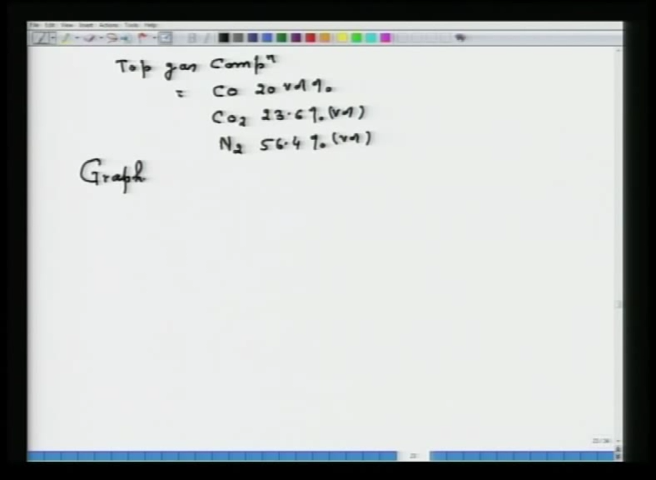 Top gas Compⁿ
= CO 20 vol %.
CO₂ 23.6 %. (vol)
N₂ 56.4 %. (vol)
Graph